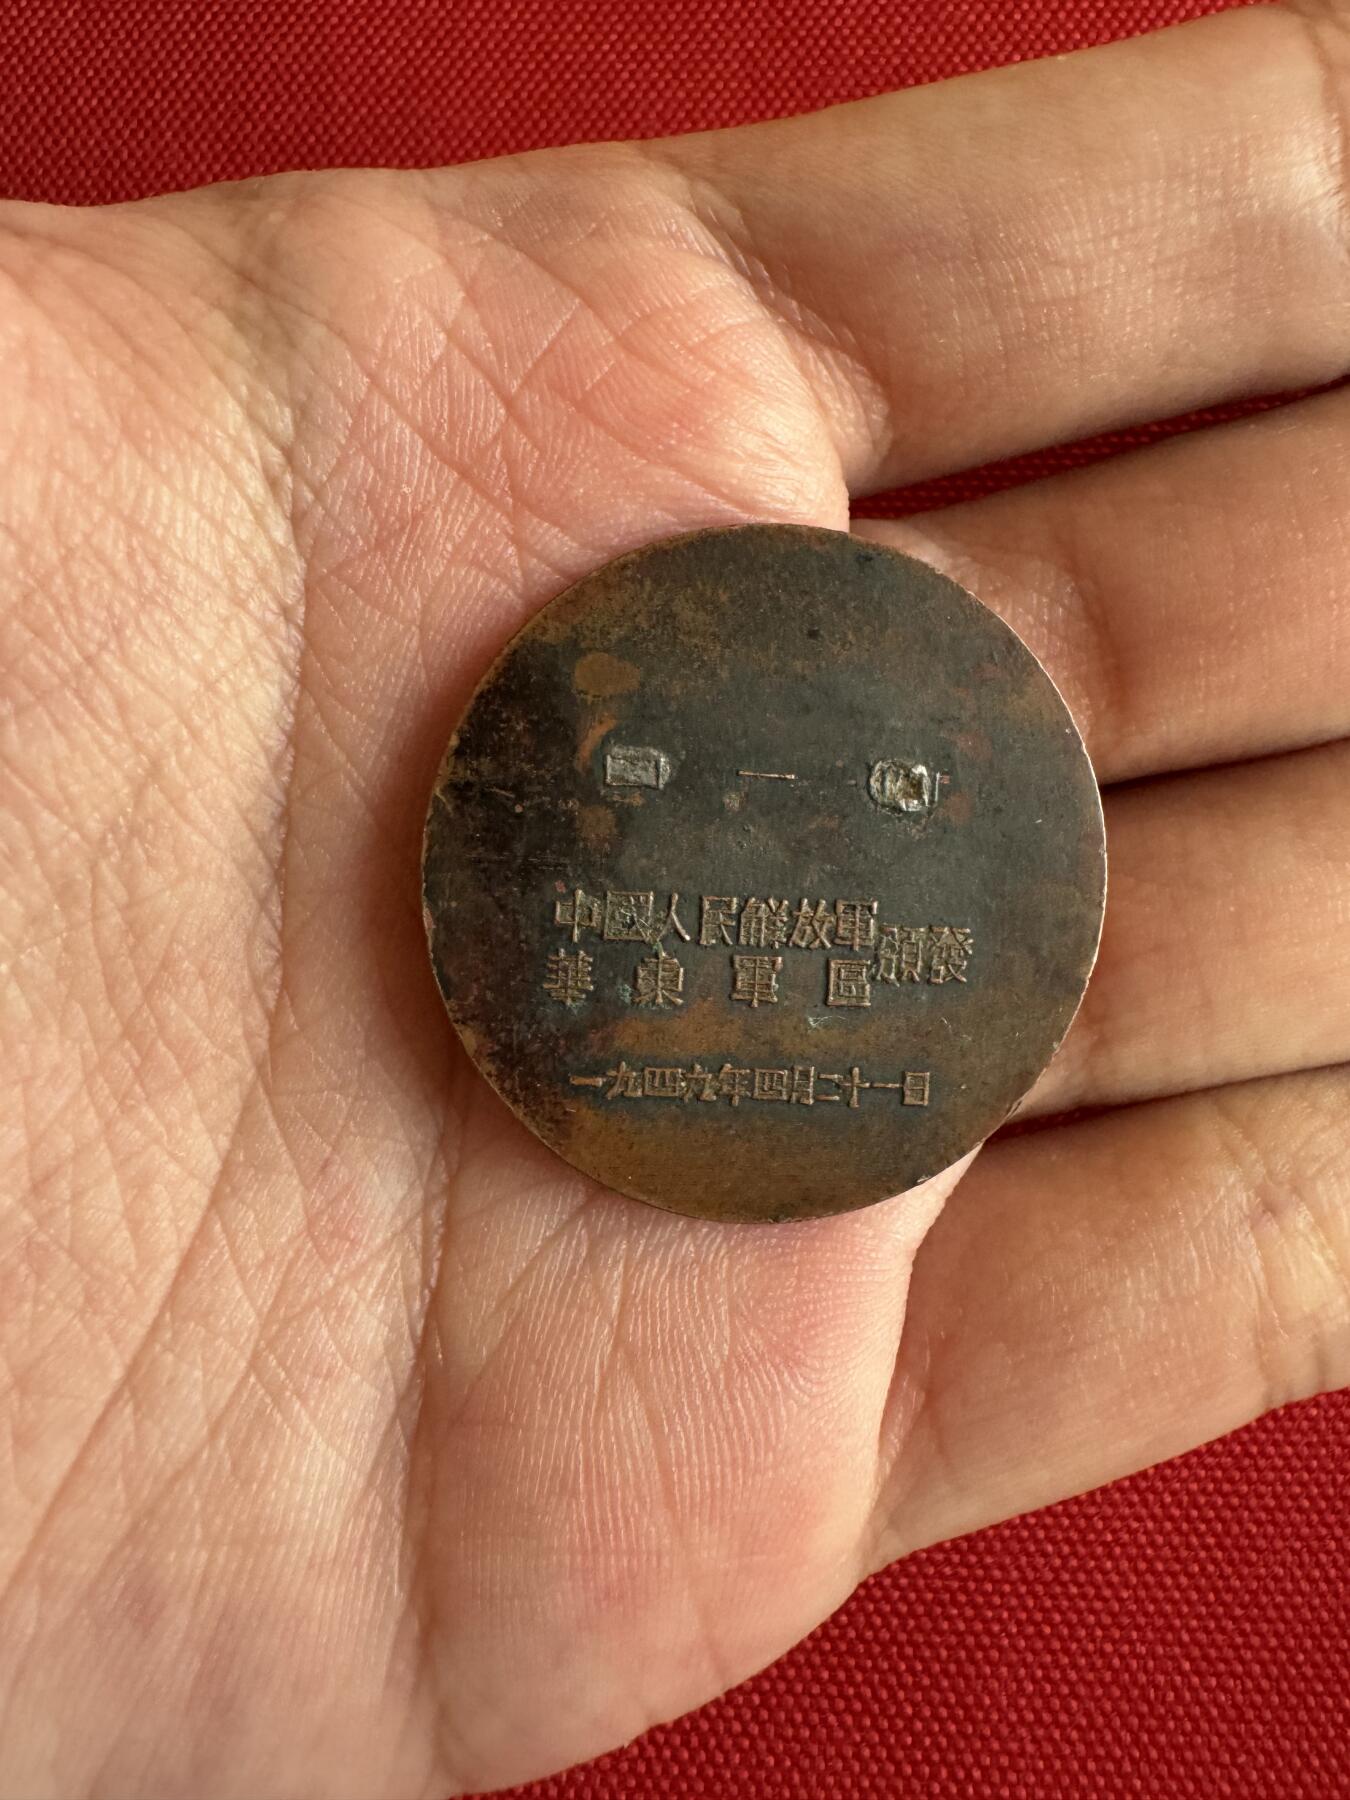 中國人民解放軍
華東軍區
頒發
一九四九年四月二十一日